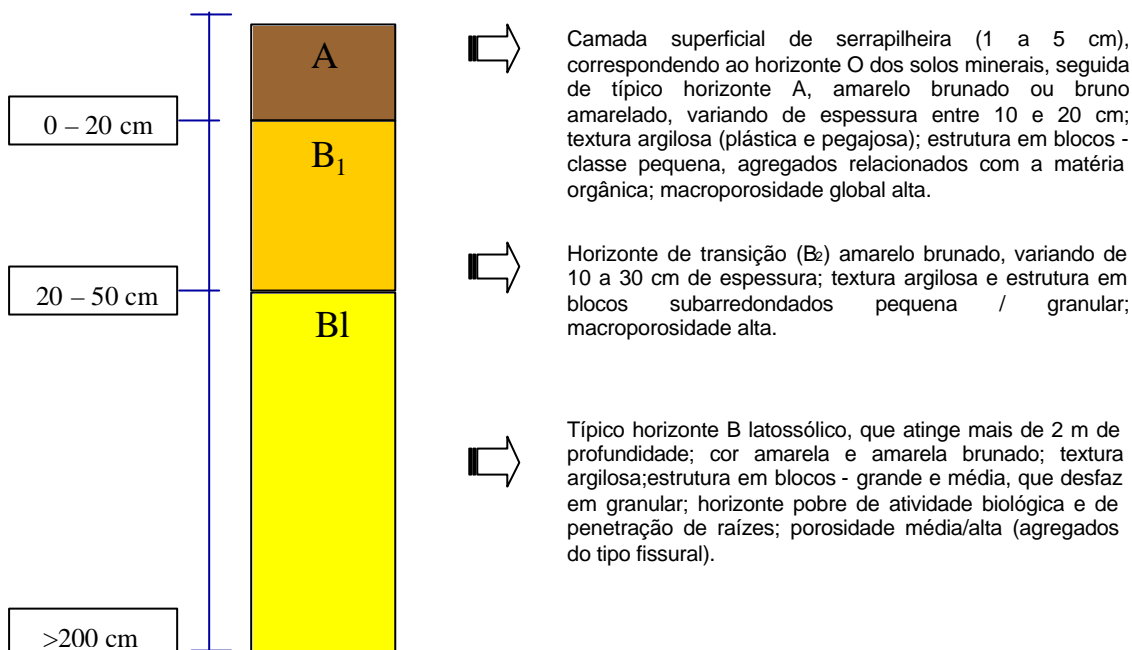 A
Camada superficial de serrapilheira (1 a 5 cm),
correspondendo ao horizonte O dos solos minerais, seguida
de típico horizonte A, amarelo brunado ou bruno
amarelado, variando de espessura entre 10 e 20 cm;
textura argilosa (plástica e pegajosa); estrutura em blocos -
classe pequena, agregados relacionados com a matéria
orgânica; macroporosidade global alta.
0 – 20 cm
B1
Horizonte de transição (B2) amarelo brunado, variando de
10 a 30 cm de espessura; textura argilosa e estrutura em
blocos subarredondados pequena / granular;
macroporosidade alta.
20 – 50 cm
Bl
Típico horizonte B latossólico, que atinge mais de 2 m de
profundidade; cor amarela e amarela brunado; textura
argilosa;estrutura em blocos - grande e média, que desfaz
em granular; horizonte pobre de atividade biológica e de
penetração de raízes; porosidade média/alta (agregados
do tipo fissural).
>200 cm